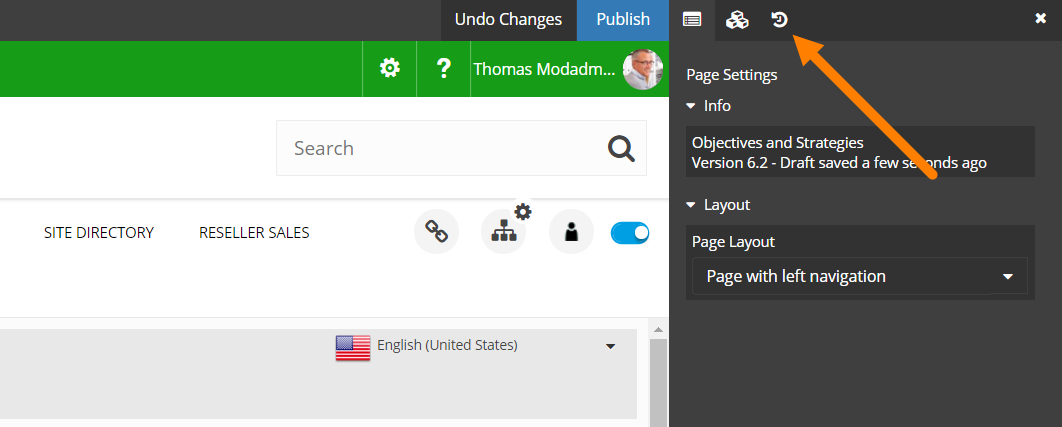 Undo Changes
Publish
?
Thomas Modadm...
Search
SITE DIRECTORY
RESELLER SALES
English (United States)
Page Settings
Info
Objectives and Strategies
Version 6.2 - Draft saved a few seconds ago
Layout
Page Layout
Page with left navigation